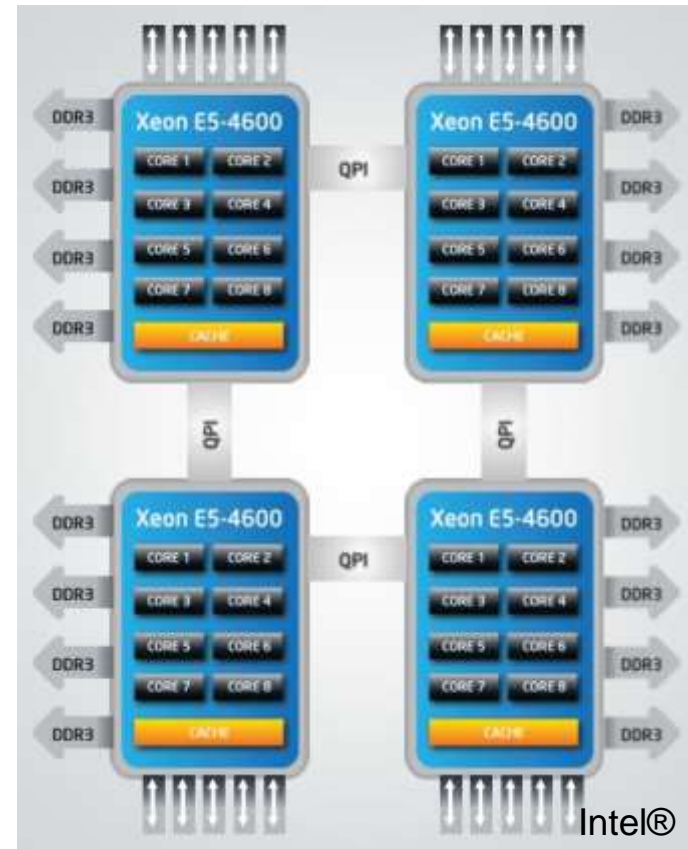 DDR3
DDR3
DDR3
DDR3
Xeon E5-4600
CORE 1 CORE 2
CORE 3 CORE 4
CORE 5 CORE 6
CORE 7 CORE 8
CACHE
QPI
Xeon E5-4600
CORE 1 CORE 2
CORE 3 CORE 4
CORE 5 CORE 6
CORE 7 CORE 8
CACHE
DDR3
DDR3
DDR3
DDR3
QPI
QPI
DDR3
DDR3
DDR3
DDR3
Xeon E5-4600
CORE 1 CORE 2
CORE 3 CORE 4
CORE 5 CORE 6
CORE 7 CORE 8
CACHE
QPI
Xeon E5-4600
CORE 1 CORE 2
CORE 3 CORE 4
CORE 5 CORE 6
CORE 7 CORE 8
CACHE
DDR3
DDR3
DDR3
DDR3
Intel®